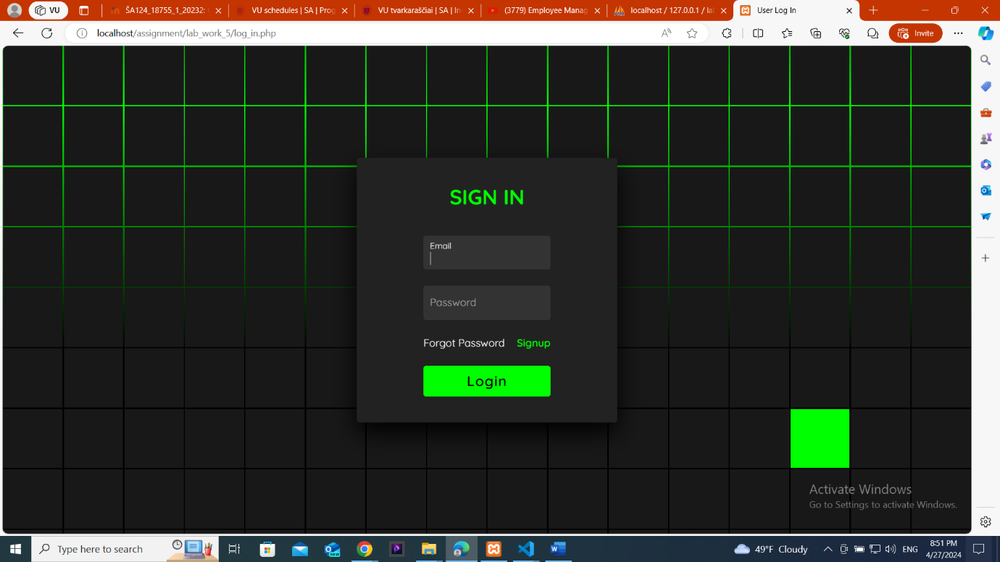 VU
ŠA124_18755_1_20232:
VU schedules | SA | Prog
VU tvarkaraščiai | SA | In
(3779) Employee Manag
localhost / 127.0.0.1 / la
User Log In
localhost/assignment/lab_work_5/log_in.php
Invite
SIGN IN
Email
Password
Forgot Password Signup
Login
Activate Windows
Go to Settings to activate Windows.
Type here to search
NEW
49°F Cloudy
ENG
8:51 PM
4/27/2024